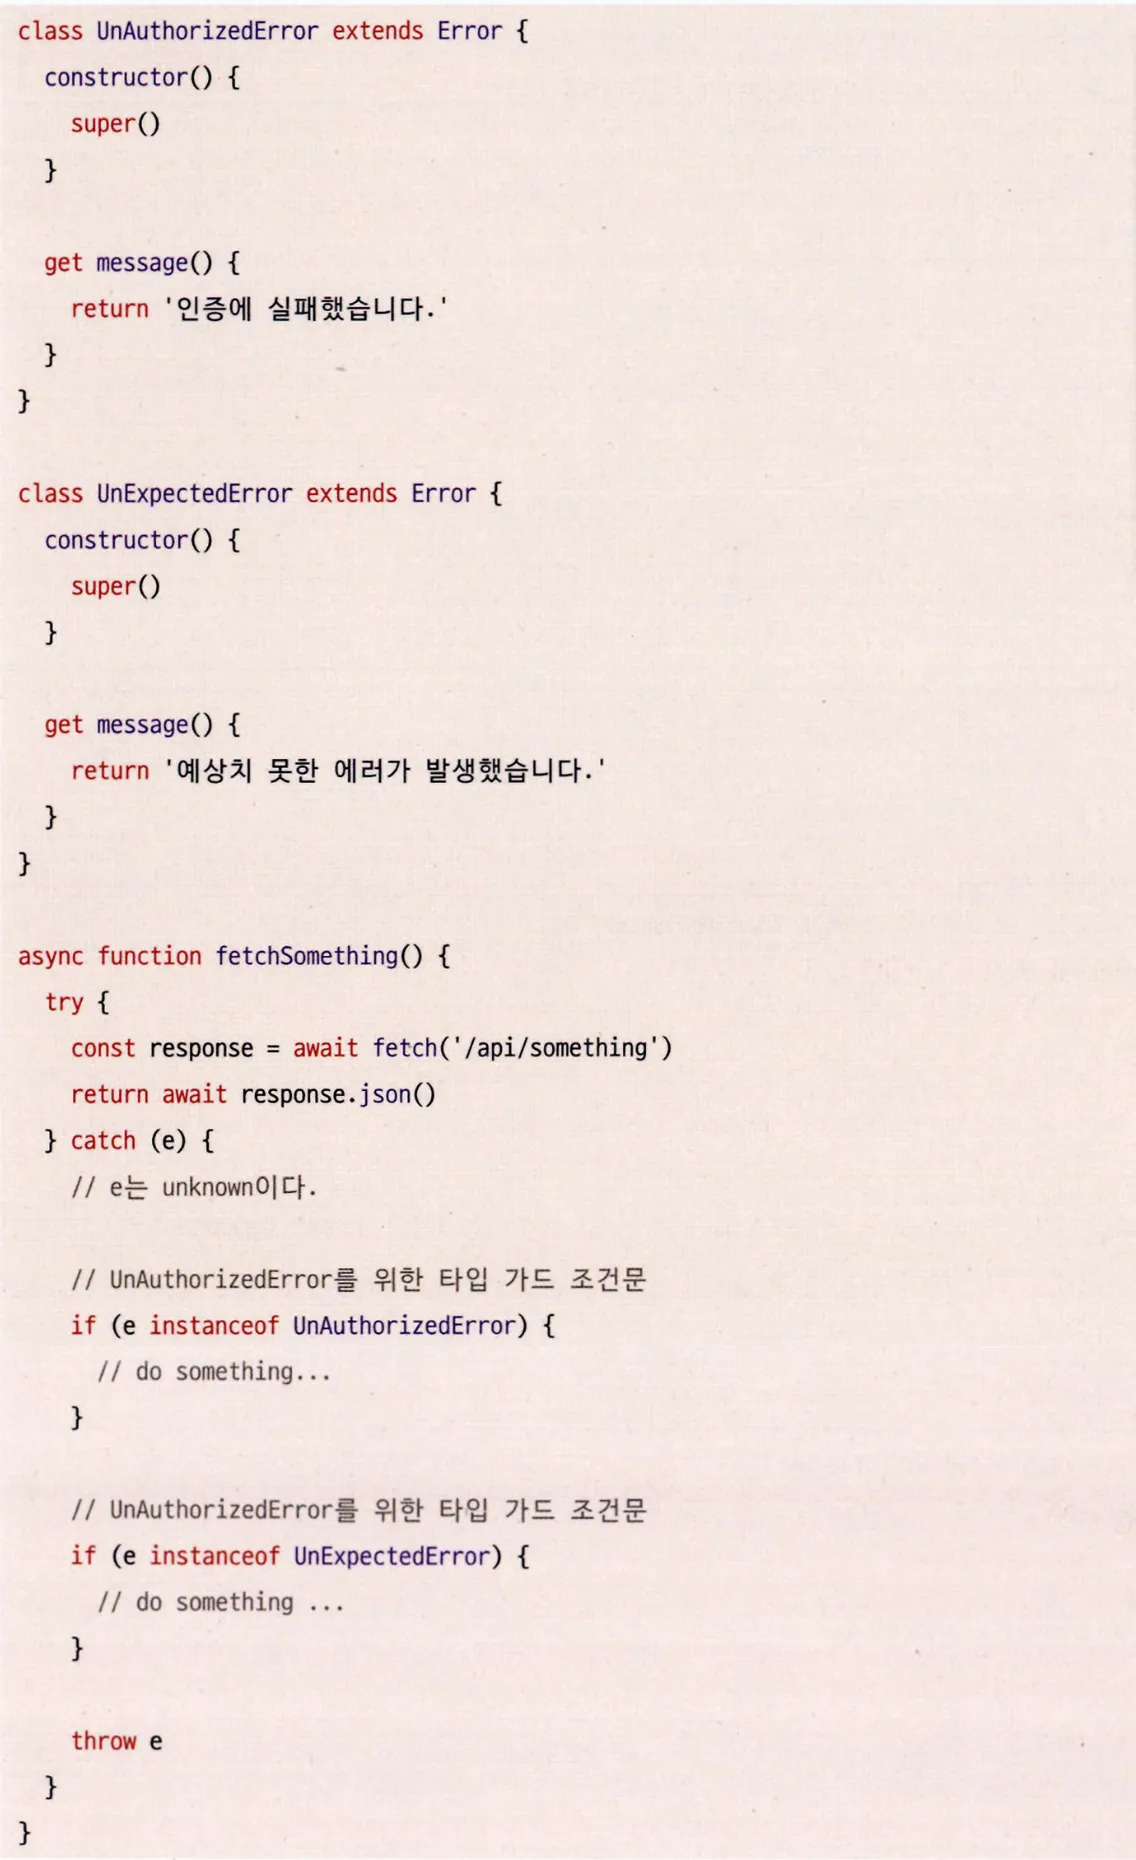 class UnAuthorizedError extends Error {
  constructor() {
    super()
  }

  get message() {
    return '인증에 실패했습니다.'
  }
}

class UnExpectedError extends Error {
  constructor() {
    super()
  }

  get message() {
    return '예상치 못한 에러가 발생했습니다.'
  }
}

async function fetchSomething() {
  try {
    const response = await fetch('/api/something')
    return await response.json()
  } catch (e) {
    // e는 unknown이다.

    // UnAuthorizedError를 위한 타입 가드 조건문
    if (e instanceof UnAuthorizedError) {
      // do something...
    }

    // UnAuthorizedError를 위한 타입 가드 조건문
    if (e instanceof UnExpectedError) {
      // do something ...
    }

    throw e
  }
}